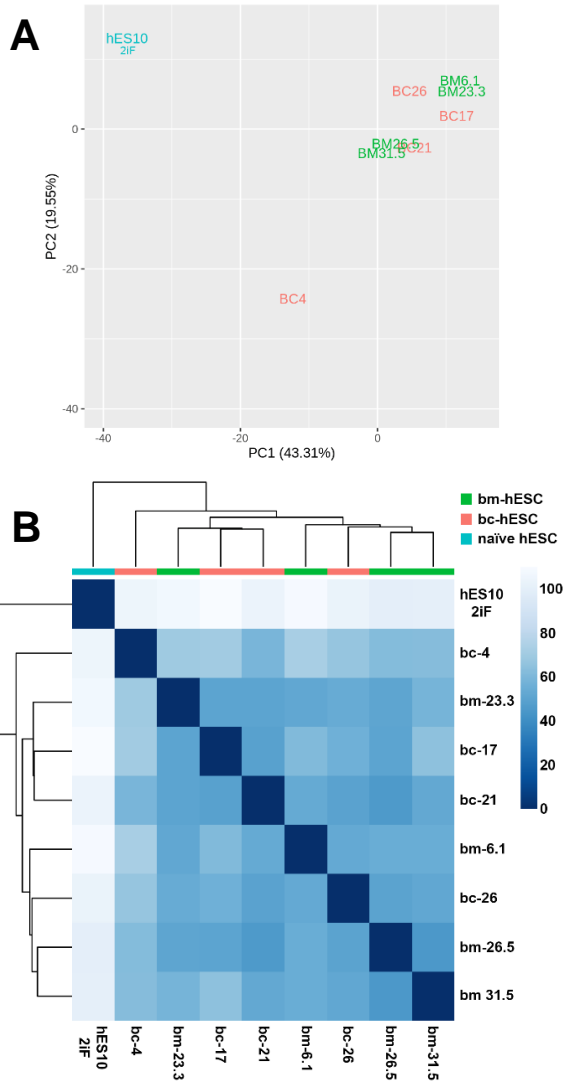 A
hES10
2iF
BM6.1
BC26
BM23.3
BC17
0
BM26.5
BC21
BM31.5
PC2 (19.55%)
-20
BC4
-40
-40
-20
0
PC1 (43.31%)
B
bm-hESC
bc-hESC
naïve hESC
hES10
2iF
bc-4
bm-23.3
bc-17
bc-21
bm-6.1
bc-26
bm-26.5
bm 31.5
100
80
60
40
20
0
hES10
2iF
bc-4
bm-23.3
bc-17
bc-21
bm-6.1
bc-26
bm-26.5
bm-31.5